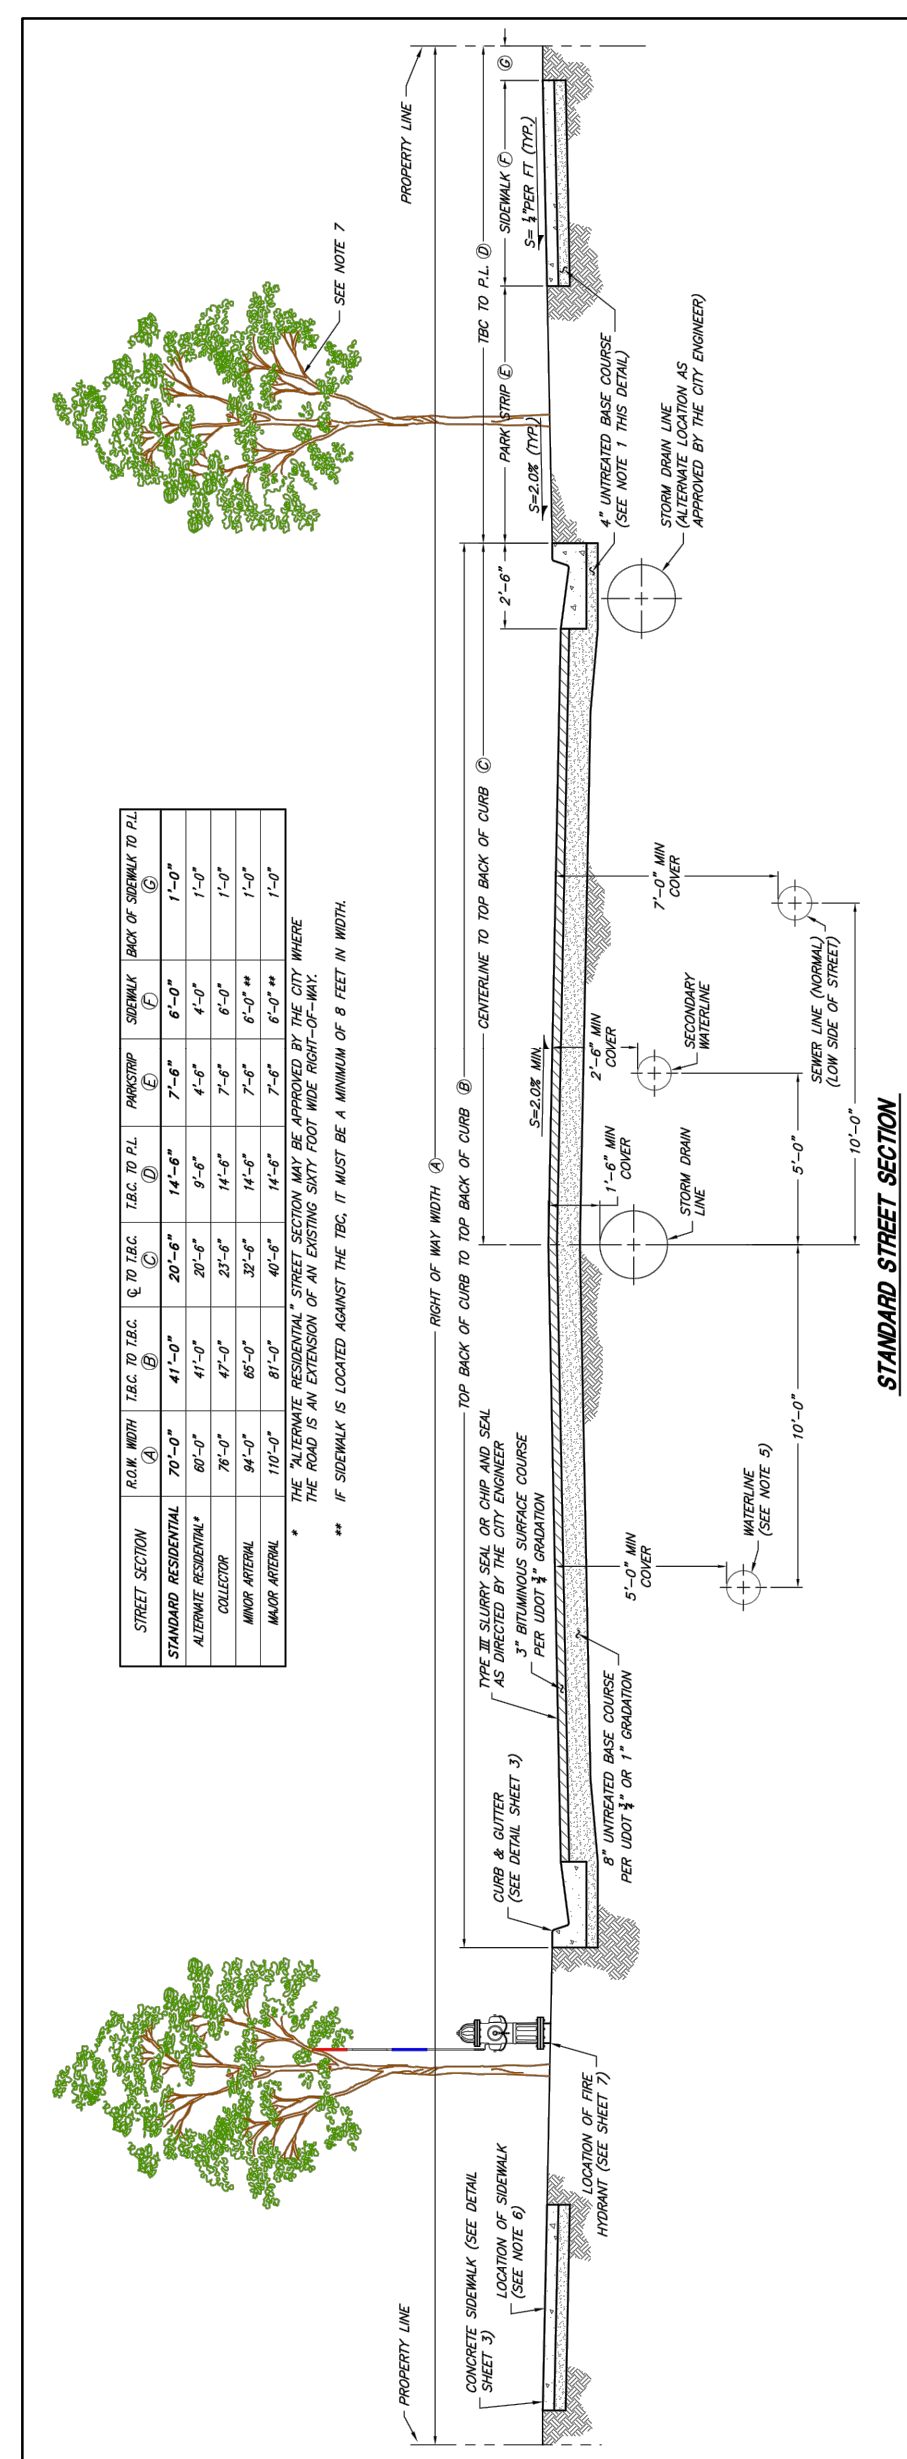 STREET SECTION R.O.W. WIDTH Ⓐ T.B.C. TO T.B.C. Ⓑ ℄ TO T.B.C. Ⓒ T.B.C. TO P.L. Ⓓ PARKSTRIP Ⓔ SIDEWALK Ⓕ BACK OF SIDEWALK TO P.L. Ⓖ
STANDARD RESIDENTIAL 70'-0" 41'-0" 20'-6" 14'-6" 7'-6" 6'-0" 1'-0"
ALTERNATE RESIDENTIAL* 60'-0" 41'-0" 20'-6" 9'-6" 4'-6" 4'-0" 1'-0"
COLLECTOR 76'-0" 47'-0" 23'-6" 14'-6" 7'-6" 6'-0" 1'-0"
MINOR ARTERIAL 94'-0" 65'-0" 32'-6" 14'-6" 7'-6" 6'-0" ** 1'-0"
MAJOR ARTERIAL 110'-0" 81'-0" 40'-6" 14'-6" 7'-6" 6'-0" ** 1'-0"
* THE "ALTERNATE RESIDENTIAL" STREET SECTION MAY BE APPROVED BY THE CITY WHERE
THE ROAD IS AN EXTENSION OF AN EXISTING SIXTY FOOT WIDE RIGHT-OF-WAY.
** IF SIDEWALK IS LOCATED AGAINST THE TBC, IT MUST BE A MINIMUM OF 8 FEET IN WIDTH.
SEE NOTE 7
PROPERTY LINE
PROPERTY LINE
RIGHT OF WAY WIDTH Ⓐ
TOP BACK OF CURB TO TOP BACK OF CURB Ⓑ
CENTERLINE TO TOP BACK OF CURB Ⓒ
TBC TO P.L. Ⓓ
PARK STRIP Ⓔ
SIDEWALK Ⓕ
Ⓖ
2'-6"
S=2.0% (TYP.)
S= ¼"PER FT (TYP.)
CONCRETE SIDEWALK (SEE DETAIL
SHEET 3)
LOCATION OF SIDEWALK
(SEE NOTE 6)
LOCATION OF FIRE
HYDRANT (SEE SHEET 7)
CURB & GUTTER
(SEE DETAIL SHEET 3)
TYPE III SLURRY SEAL OR CHIP AND SEAL
AS DIRECTED BY THE CITY ENGINEER
3" BITUMINOUS SURFACE COURSE
PER UDOT ¾" GRADATION
8" UNTREATED BASE COURSE
PER UDOT ¾" OR 1" GRADATION
S=2.0% MIN.
5'-0" MIN
COVER
1'-6" MIN
COVER
2'-6" MIN
COVER
7'-0" MIN
COVER
4" UNTREATED BASE COURSE
(SEE NOTE 1 THIS DETAIL)
STORM DRAIN LINE
(ALTERNATE LOCATION AS
APPROVED BY THE CITY ENGINEER)
WATERLINE
(SEE NOTE 5)
STORM DRAIN
LINE
SECONDARY
WATERLINE
SEWER LINE (NORMAL)
(LOW SIDE OF STREET)
10'-0"
5'-0"
10'-0"
STANDARD STREET SECTION